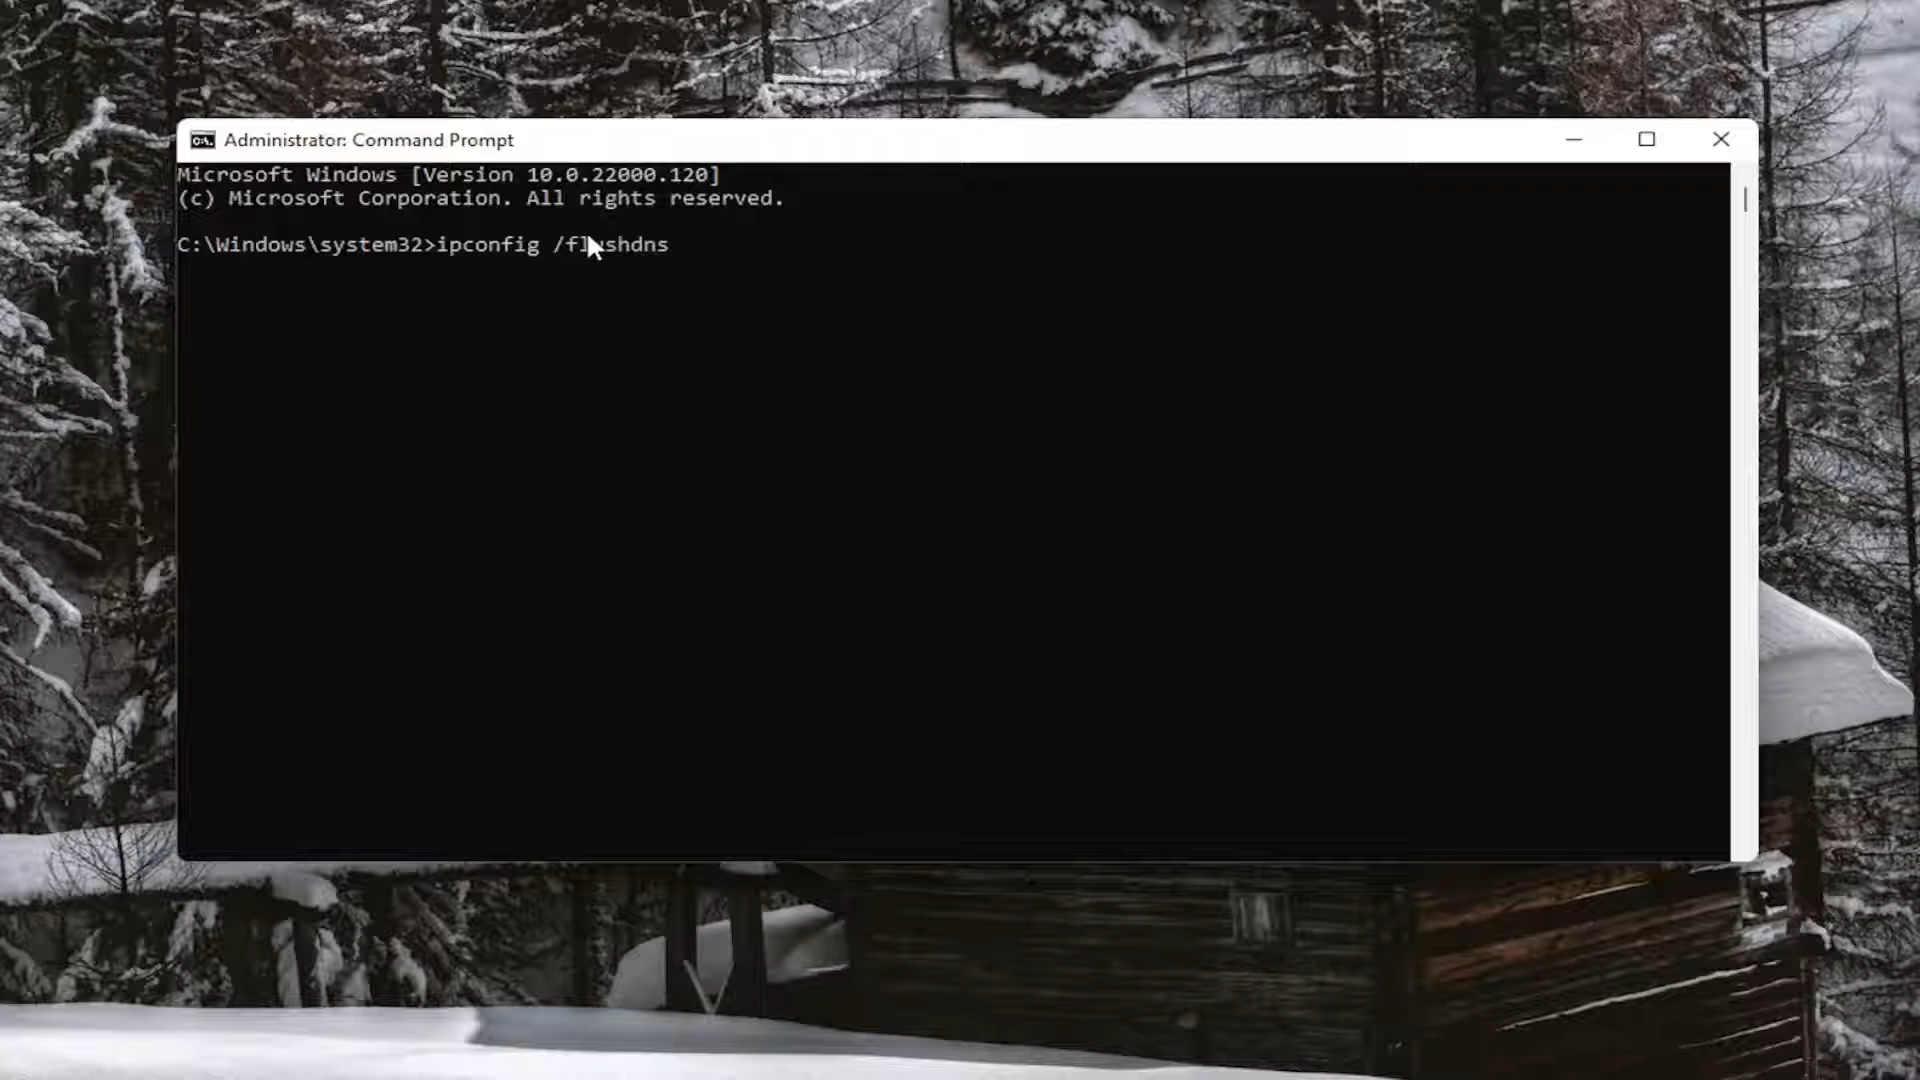 Administrator: Command Prompt
Microsoft Windows [Version 10.0.22000.120]
(c) Microsoft Corporation. All rights reserved.
C:\Windows\system32>ipconfig /flushdns